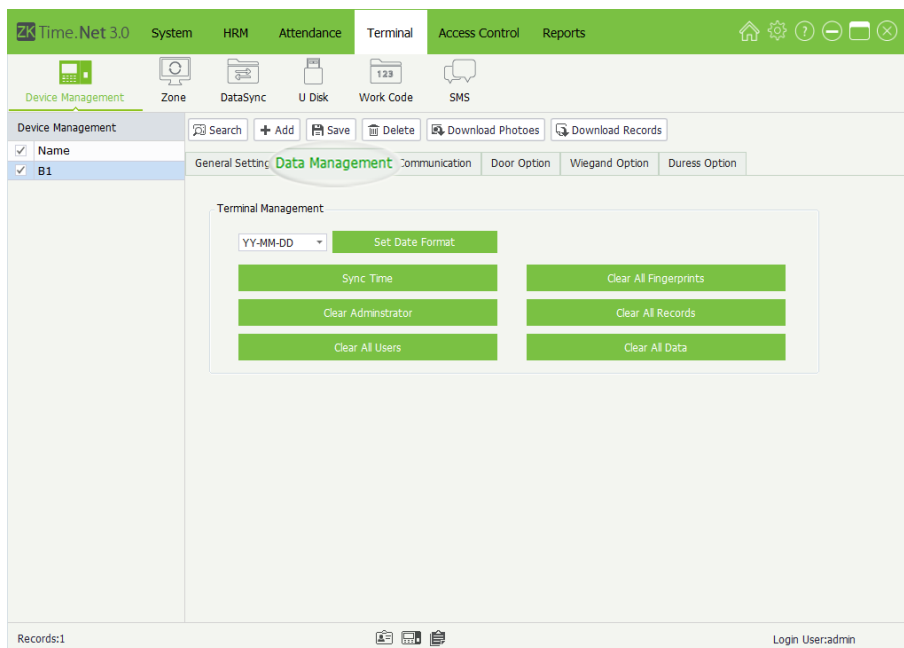 ZK Time.Net 3.0 System HRM Attendance Terminal Access Control Reports
Device Management Zone DataSync U Disk 123 Work Code SMS
Device Management Search Add Save Delete Download Photoes Download Records
Name
General Setting Data Management Communication Door Option Wiegand Option Duress Option
B1
Terminal Management
YY-MM-DD Set Date Format
Sync Time Clear All Fingerprints
Clear Adminstrator Clear All Records
Clear All Users Clear All Data
Records:1 Login User:admin